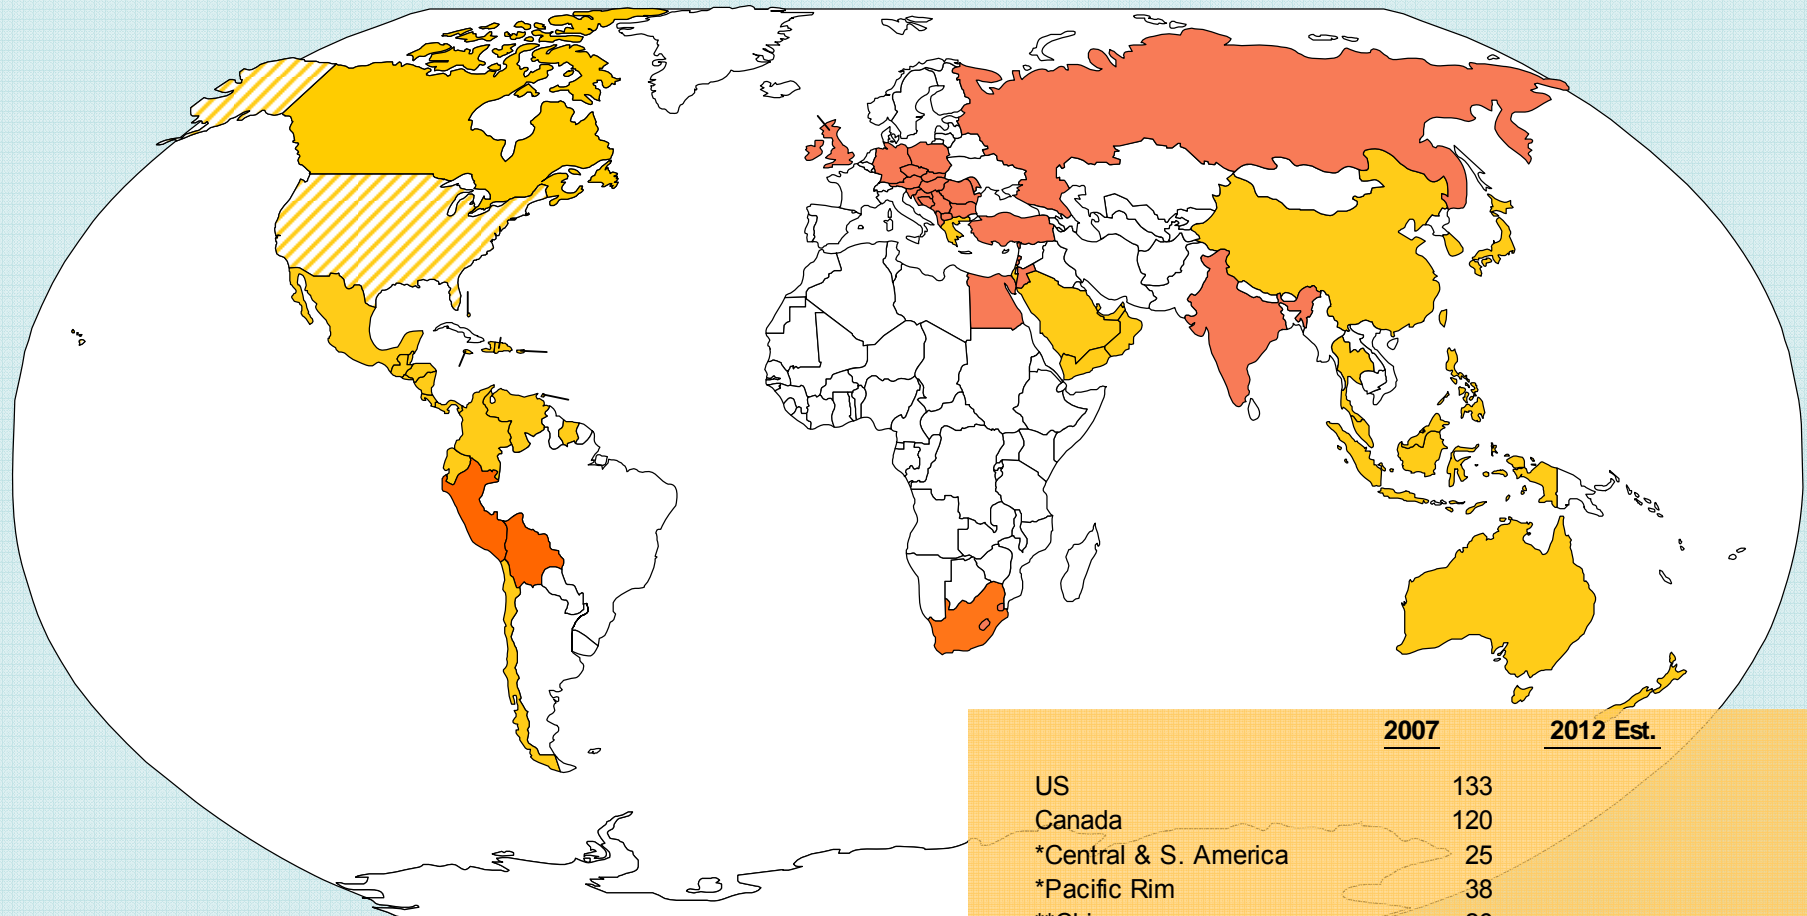 2007 2012 Est.
US 133
Canada 120
*Central & S. America 25
*Pacific Rim 38